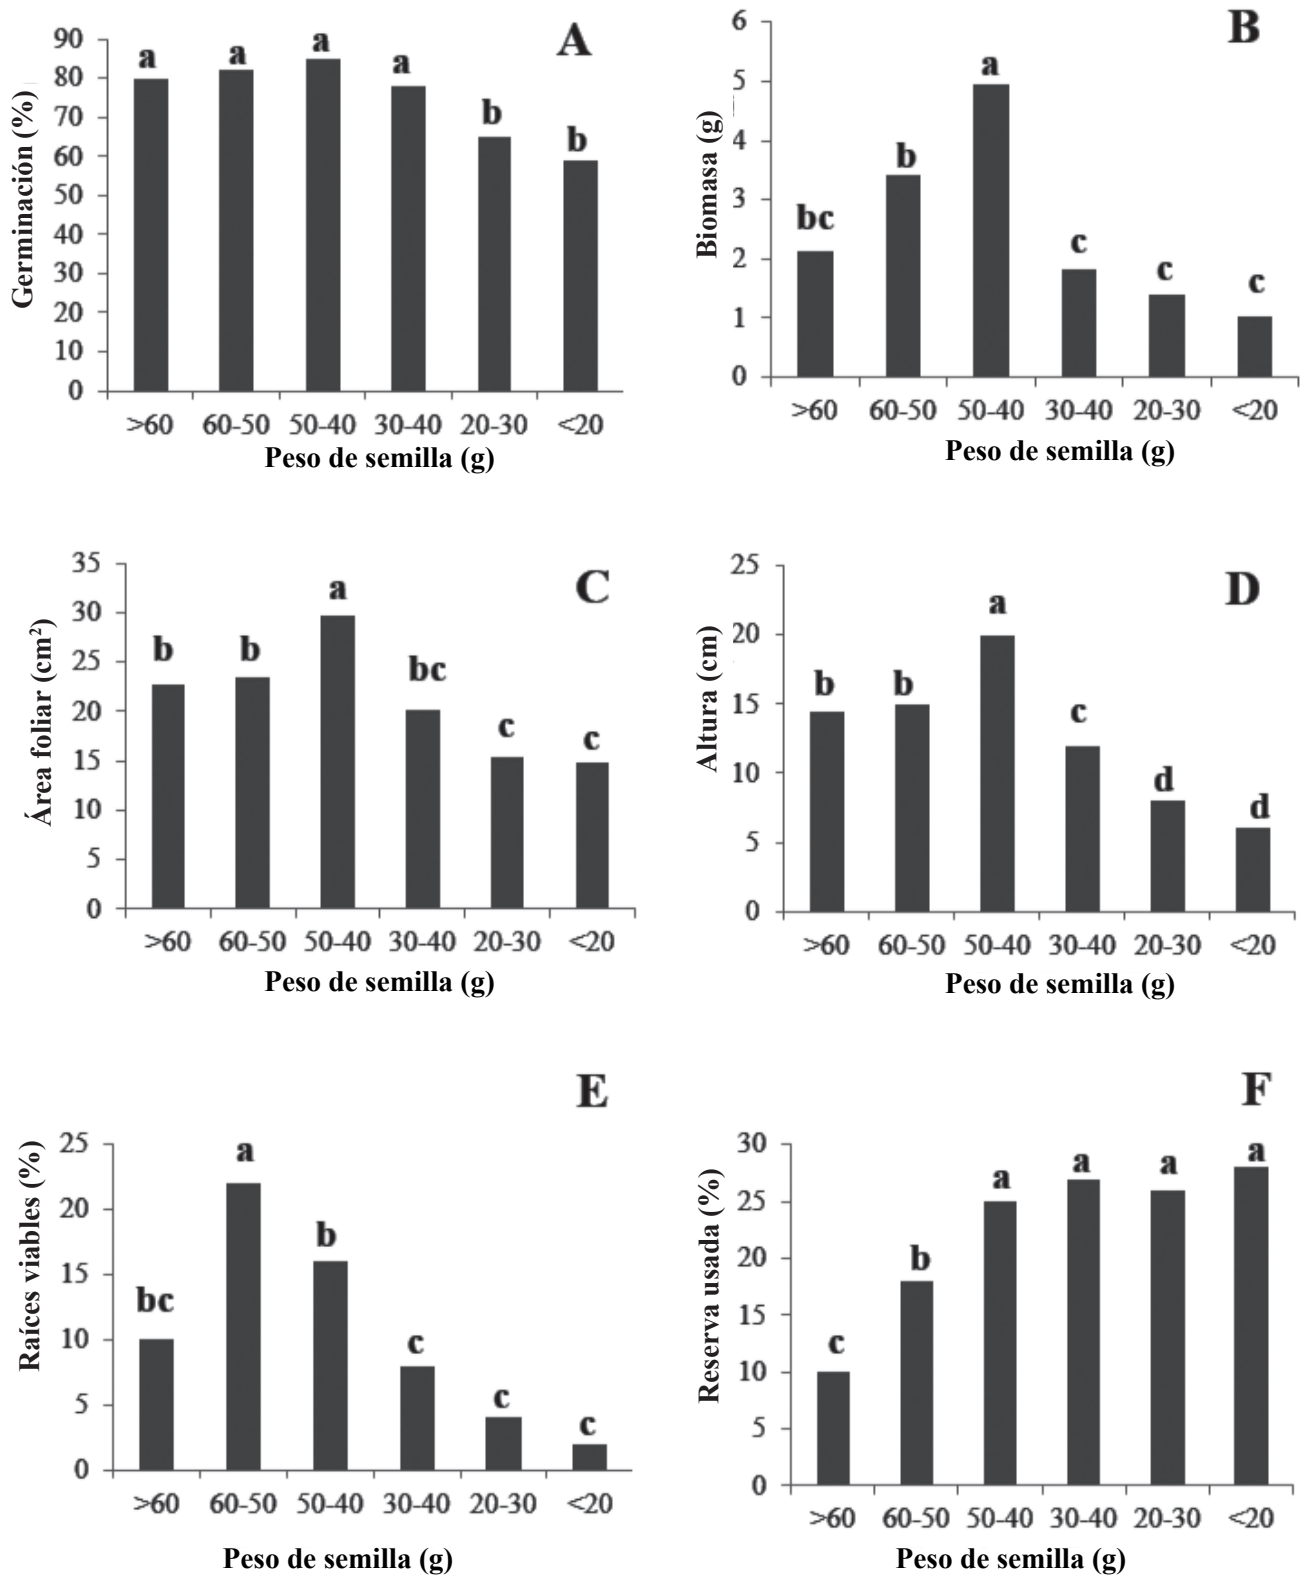 A
Germinación (%)
90
80
70
60
50
40
30
20
10
0
a
a
a
a
b
b
>60 60-50 50-40 30-40 20-30 <20
Peso de semilla (g)
B
Biomasa (g)
6
5
4
3
2
1
0
bc
b
a
c
c
c
>60 60-50 50-40 30-40 20-30 <20
Peso de semilla (g)
C
Área foliar (cm²)
35
30
25
20
15
10
5
0
b
b
a
bc
c
c
>60 60-50 50-40 30-40 20-30 <20
Peso de semilla (g)
D
Altura (cm)
25
20
15
10
5
0
b
b
a
c
d
d
>60 60-50 50-40 30-40 20-30 <20
Peso de semilla (g)
E
Raíces viables (%)
25
20
15
10
5
0
bc
a
b
c
c
c
>60 60-50 50-40 30-40 20-30 <20
Peso de semilla (g)
F
Reserva usada (%)
30
25
20
15
10
5
0
c
b
a
a
a
a
>60 60-50 50-40 30-40 20-30 <20
Peso de semilla (g)